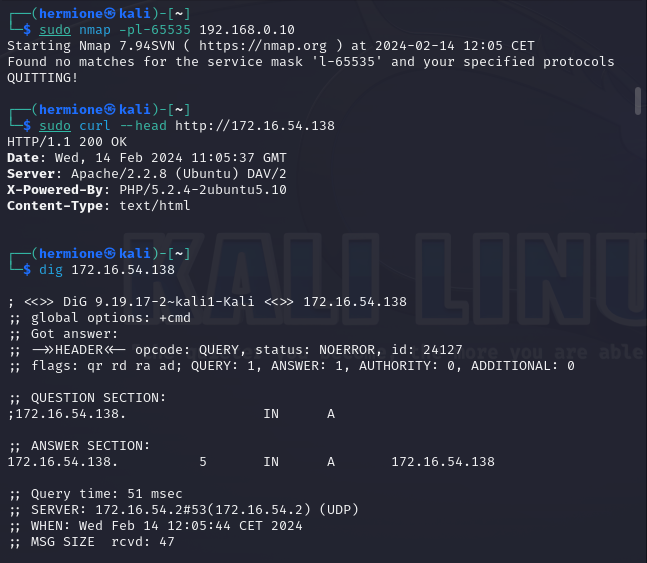 ┌──(hermione㉿kali)-[~]
└─$ sudo nmap -pl-65535 192.168.0.10
Starting Nmap 7.94SVN ( https://nmap.org ) at 2024-02-14 12:05 CET
Found no matches for the service mask 'l-65535' and your specified protocols
QUITTING!

┌──(hermione㉿kali)-[~]
└─$ sudo curl --head http://172.16.54.138
HTTP/1.1 200 OK
Date: Wed, 14 Feb 2024 11:05:37 GMT
Server: Apache/2.2.8 (Ubuntu) DAV/2
X-Powered-By: PHP/5.2.4-2ubuntu5.10
Content-Type: text/html

┌──(hermione㉿kali)-[~]
└─$ dig 172.16.54.138

; <<>> DiG 9.19.17-2~kali1-Kali <<>> 172.16.54.138
;; global options: +cmd
;; Got answer:
;; ->>HEADER<<- opcode: QUERY, status: NOERROR, id: 24127
;; flags: qr rd ra ad; QUERY: 1, ANSWER: 1, AUTHORITY: 0, ADDITIONAL: 0

;; QUESTION SECTION:
;172.16.54.138. IN A

;; ANSWER SECTION:
172.16.54.138. 5 IN A 172.16.54.138

;; Query time: 51 msec
;; SERVER: 172.16.54.2#53(172.16.54.2) (UDP)
;; WHEN: Wed Feb 14 12:05:44 CET 2024
;; MSG SIZE rcvd: 47
KALI LINU
more you are able